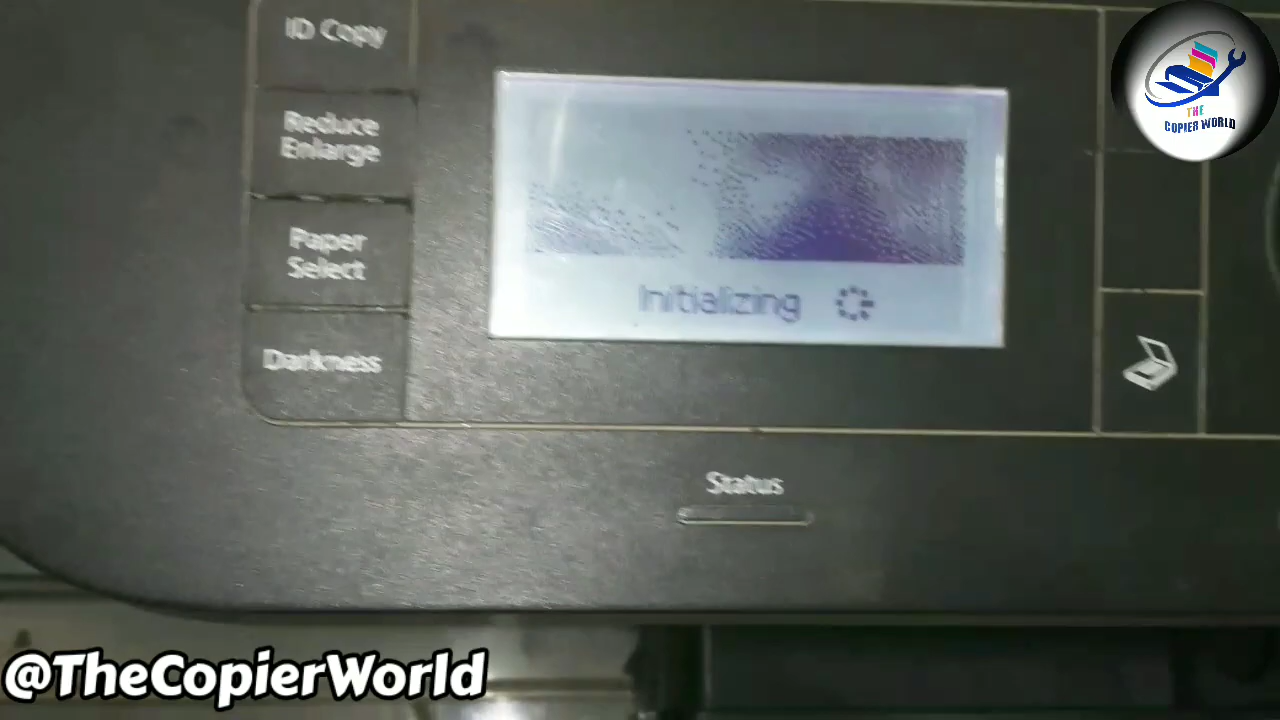 ID Copy
Reduce
Enlarge
Paper
Select
Darkness
Initializing
Status
THE
COPIER WORLD
@TheCopierWorld